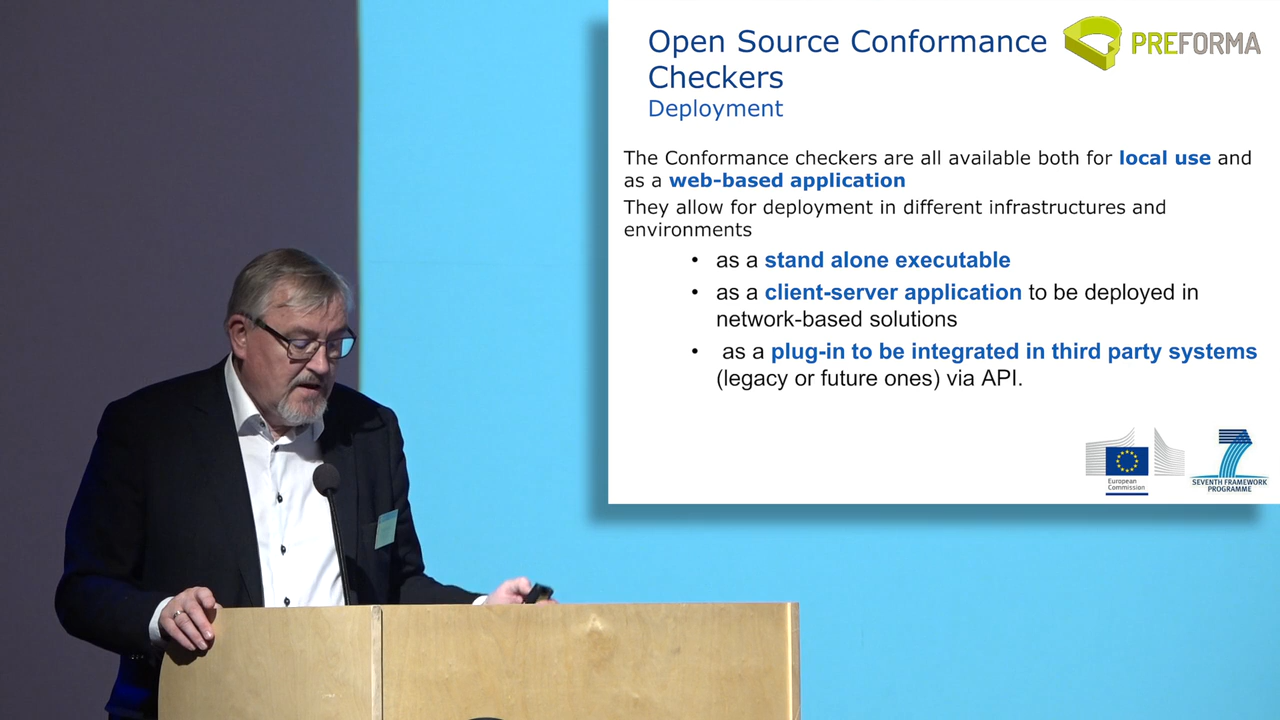 Open Source Conformance
Checkers
Deployment
PREFORMA
The Conformance checkers are all available both for local use and
as a web-based application
They allow for deployment in different infrastructures and
environments
• as a stand alone executable
• as a client-server application to be deployed in
network-based solutions
• as a plug-in to be integrated in third party systems
(legacy or future ones) via API.
European
Commission
7
SEVENTH FRAMEWORK
PROGRAMME